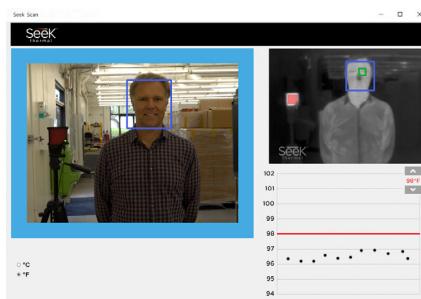 Seek Scan
Seek
thermal
Seek
thermal
102
98°F
101
100
99
98
97
96
95
94
°C
°F